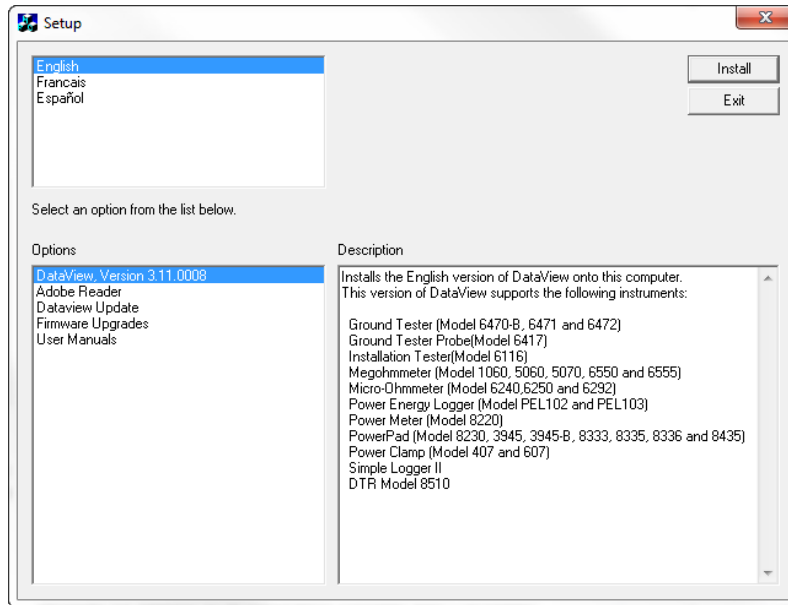 Setup
English
Francais
Español
Install
Exit
Select an option from the list below.
Options
DataView, Version 3.11.0008
Adobe Reader
Dataview Update
Firmware Upgrades
User Manuals
Description
Installs the English version of DataView onto this computer.
This version of DataView supports the following instruments:
Ground Tester (Model 6470-B, 6471 and 6472)
Ground Tester Probe(Model 6417)
Installation Tester(Model 6116)
Megohmmeter (Model 1060, 5060, 5070, 6550 and 6555)
Micro-Ohmmeter (Model 6240,6250 and 6292)
Power Energy Logger (Model PEL102 and PEL103)
Power Meter (Model 8220)
PowerPad (Model 8230, 3945, 3945-B, 8333, 8335, 8336 and 8435)
Power Clamp (Model 407 and 607)
Simple Logger II
DTR Model 8510